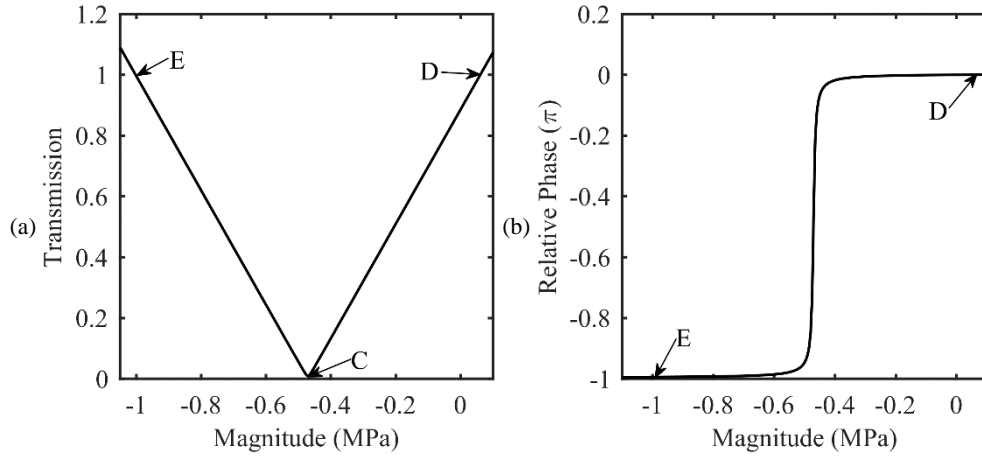 (a)
Transmission
1.2
1
0.8
0.6
0.4
0.2
0
E
D
C
-1 -0.8 -0.6 -0.4 -0.2 0
Magnitude (MPa)
(b)
Relative Phase (π)
0.2
0
-0.2
-0.4
-0.6
-0.8
-1
D
E
-1 -0.8 -0.6 -0.4 -0.2 0
Magnitude (MPa)